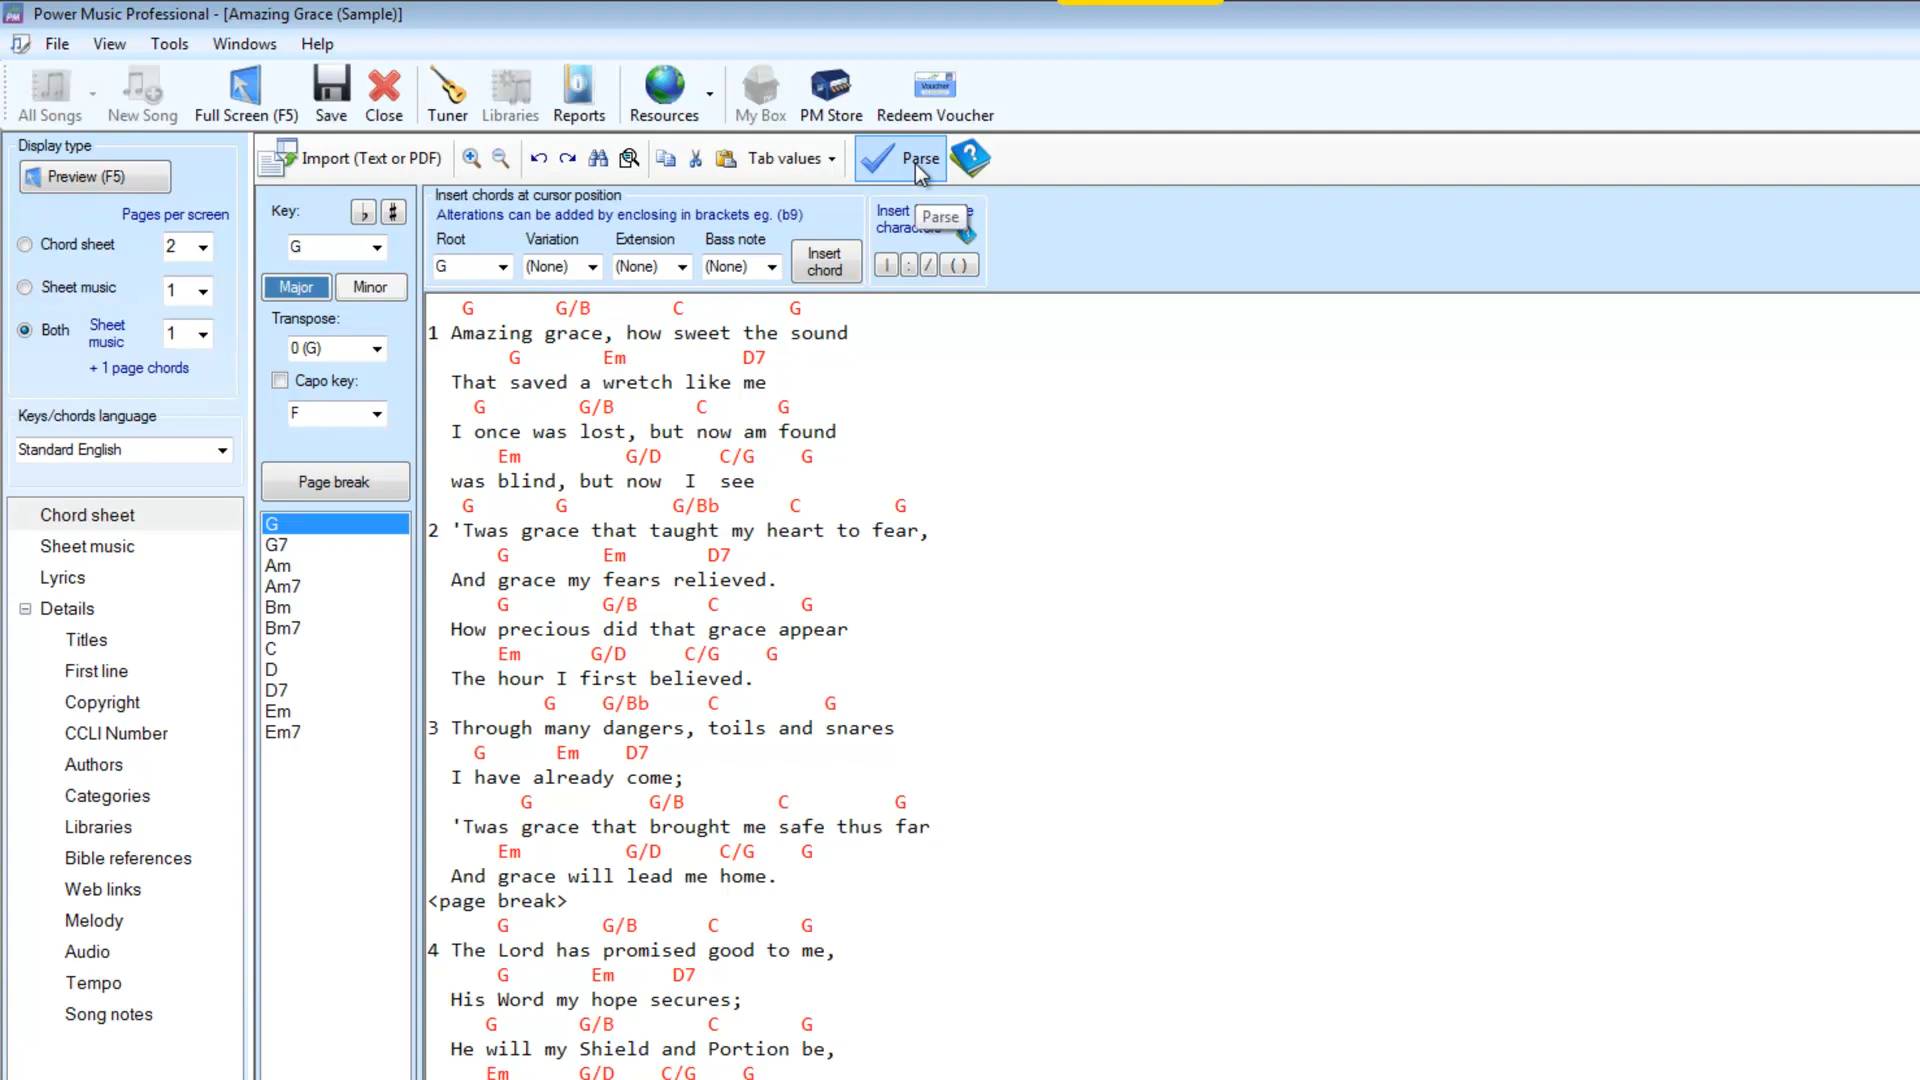 Power Music Professional - [Amazing Grace (Sample)]
File View Tools Windows Help
All Songs New Song Full Screen (F5) Save Close Tuner Libraries Reports Resources My Box PM Store Voucher Redeem Voucher
Display type
Preview (F5)
Pages per screen
Chord sheet 2
Sheet music 1
Both Sheet music 1
+ 1 page chords
Keys/chords language
Standard English
Chord sheet
Sheet music
Lyrics
Details
Titles
First line
Copyright
CCLI Number
Authors
Categories
Libraries
Bible references
Web links
Melody
Audio
Tempo
Song notes
Import (Text or PDF) Tab values Parse
Key: ♭ ♯
G
Major Minor
Transpose:
0 (G)
Capo key:
F
Page break
G
G7
Am
Am7
Bm
Bm7
C
D
D7
Em
Em7
Insert chords at cursor position
Alterations can be added by enclosing in brackets eg. (b9)
Root Variation Extension Bass note
G (None) (None) (None) Insert chord
Insert
Parse
| : / ( )
G G/B C G
1 Amazing grace, how sweet the sound
G Em D7
That saved a wretch like me
G G/B C G
I once was lost, but now am found
Em G/D C/G G
was blind, but now I see
G G G/Bb C G
2 'Twas grace that taught my heart to fear,
G Em D7
And grace my fears relieved.
G G/B C G
How precious did that grace appear
Em G/D C/G G
The hour I first believed.
G G/Bb C G
3 Through many dangers, toils and snares
G Em D7
I have already come;
G G/B C G
'Twas grace that brought me safe thus far
Em G/D C/G G
And grace will lead me home.
<page break>
G G/B C G
4 The Lord has promised good to me,
G Em D7
His Word my hope secures;
G G/B C G
He will my Shield and Portion be,
Em G/D C/G G